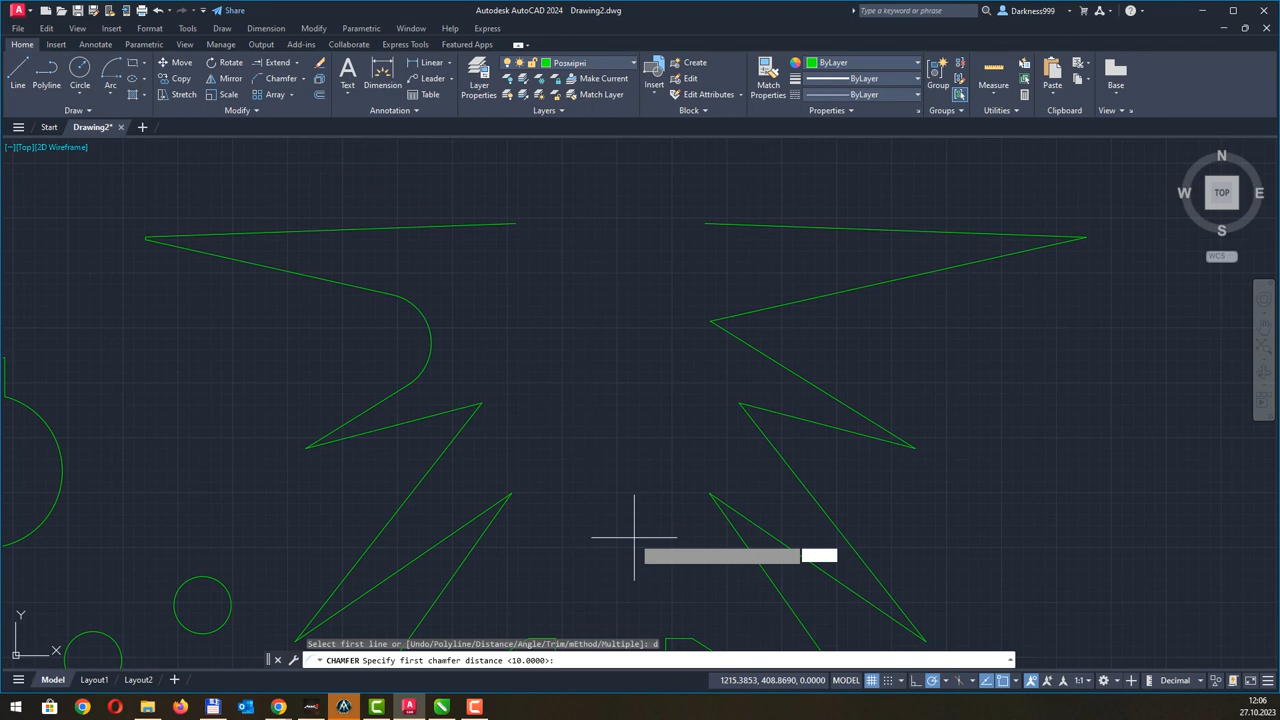 CAD
Share
Autodesk AutoCAD 2024 Drawing2.dwg
Type a keyword or phrase
Darkness999
File Edit View Insert Format Tools Draw Dimension Modify Parametric Window Help Express
Home Insert Annotate Parametric View Manage Output Add-ins Collaborate Express Tools Featured Apps
Line Polyline Circle Arc
Draw
Move Rotate Extend
Copy Mirror Chamfer
Stretch Scale Array
Modify
Text Dimension
Linear
Leader
Table
Annotation
Layer Properties
Розмірні
Make Current
Match Layer
Layers
Insert
Create
Edit
Edit Attributes
Block
Match Properties
ByLayer
ByLayer
ByLayer
Properties
Group
Groups
Measure
Utilities
Paste
Clipboard
Base
View
Start Drawing2*
[−][Top][2D Wireframe]
N
W TOP E
S
WCS
Y
X
Select first line or [Undo/Polyline/Distance/Angle/Trim/mEthod/Multiple]: d
CHAMFER Specify first chamfer distance <10.0000>:
Model Layout1 Layout2
1215.3853, 408.8690, 0.0000 MODEL 1:1 Decimal
12:06
27.10.2023